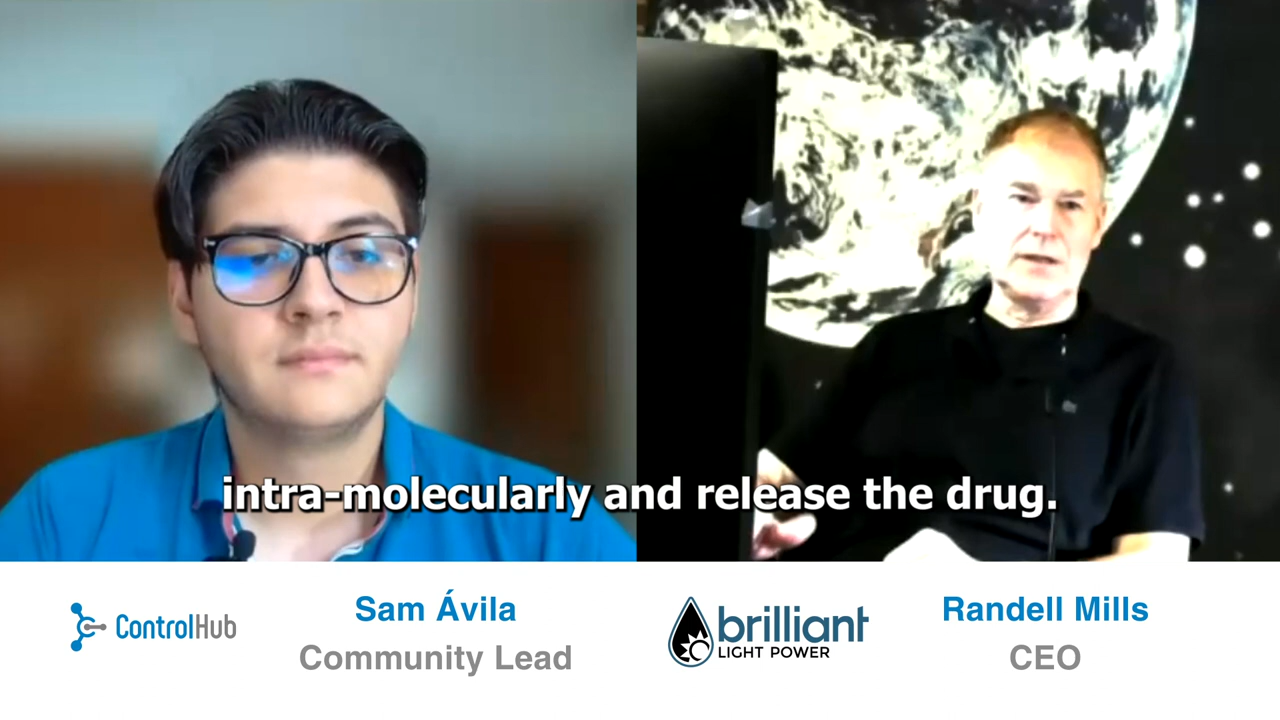 intra-molecularly and release the drug.
ControlHub
Sam Ávila
Community Lead
brilliant
LIGHT POWER
Randell Mills
CEO